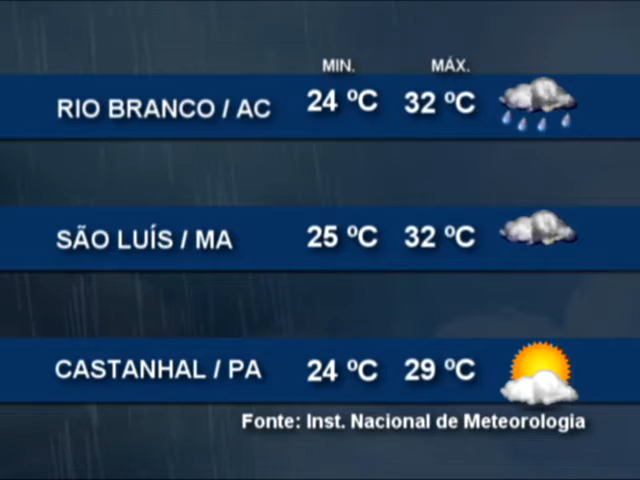 MIN. MÁX.
RIO BRANCO / AC 24 ºC 32 ºC
SÃO LUÍS / MA 25 ºC 32 ºC
CASTANHAL / PA 24 ºC 29 ºC
Fonte: Inst. Nacional de Meteorologia